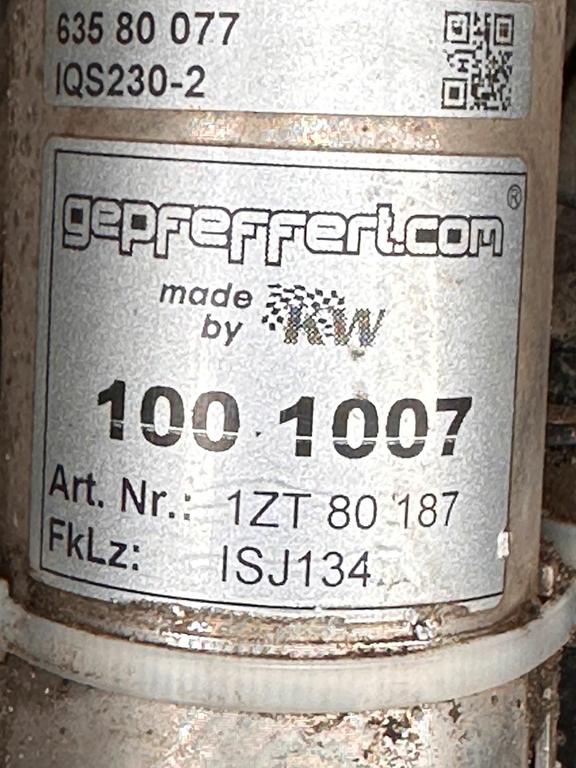 635 80 077
IQS230-2
gepfeffert.com®
made
by KW
100 1007
Art. Nr.: 1ZT 80 187
FkLz: ISJ134